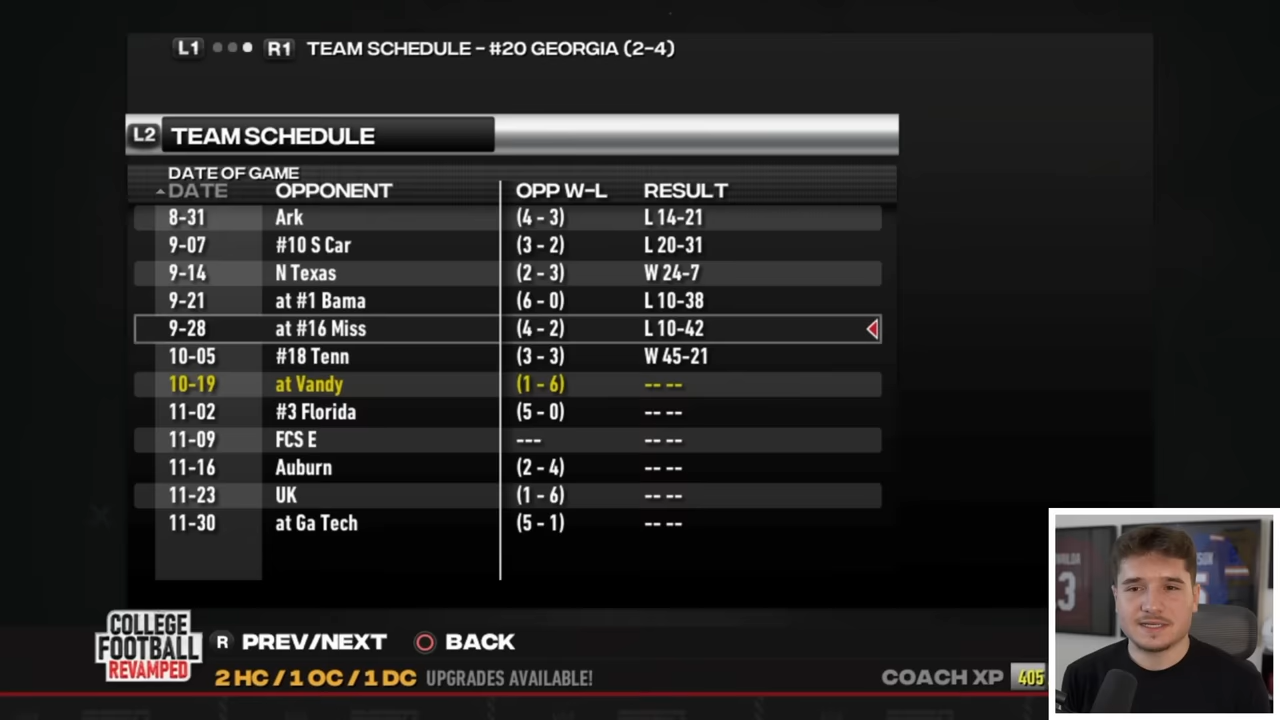 L1 R1 TEAM SCHEDULE - #20 GEORGIA (2-4)
L2 TEAM SCHEDULE
DATE OF GAME
DATE OPPONENT OPP W-L RESULT
8-31 Ark (4 - 3) L 14-21
9-07 #10 S Car (3 - 2) L 20-31
9-14 N Texas (2 - 3) W 24-7
9-21 at #1 Bama (6 - 0) L 10-38
9-28 at #16 Miss (4 - 2) L 10-42
10-05 #18 Tenn (3 - 3) W 45-21
10-19 at Vandy (1 - 6) -- --
11-02 #3 Florida (5 - 0) -- --
11-09 FCS E --- -- --
11-16 Auburn (2 - 4) -- --
11-23 UK (1 - 6) -- --
11-30 at Ga Tech (5 - 1) -- --
COLLEGE
FOOTBALL
REVAMPED
R PREV/NEXT BACK
2 HC / 1 OC / 1 DC UPGRADES AVAILABLE!
COACH XP 405
3